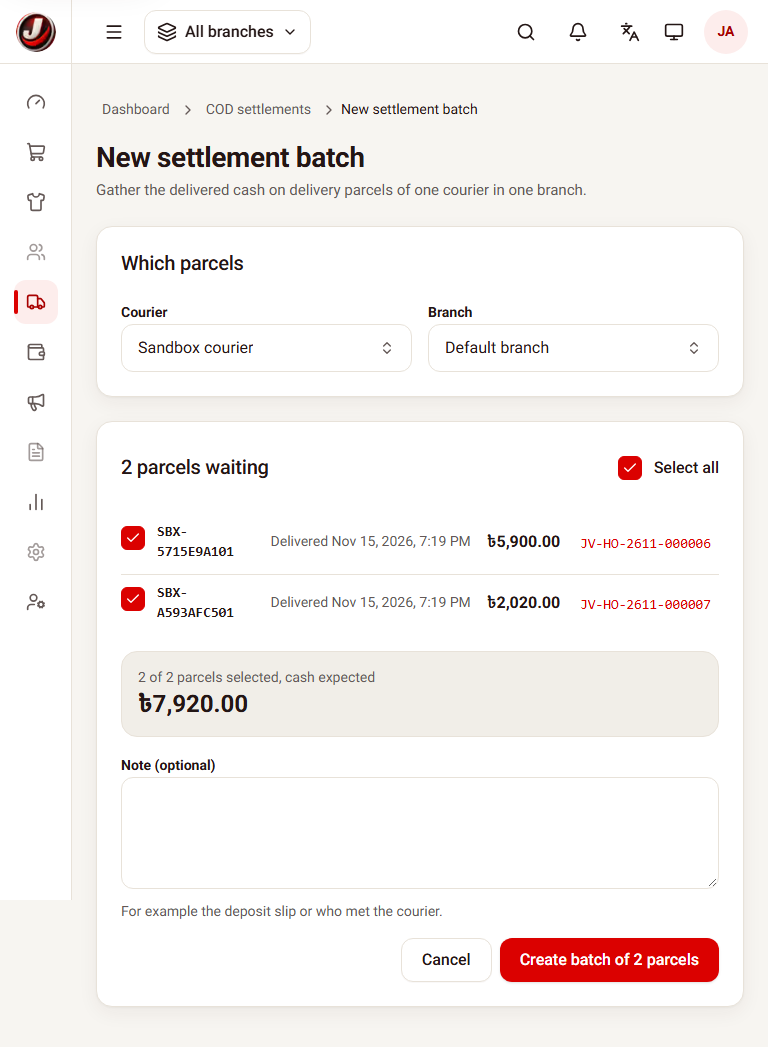 J
All branches
JA
Dashboard > COD settlements > New settlement batch
New settlement batch
Gather the delivered cash on delivery parcels of one courier in one branch.
Which parcels
Courier
Branch
Sandbox courier
Default branch
2 parcels waiting
Select all
SBX-
5715E9A101
Delivered Nov 15, 2026, 7:19 PM
৳5,900.00
JV-HO-2611-000006
SBX-
A593AFC501
Delivered Nov 15, 2026, 7:19 PM
৳2,020.00
JV-HO-2611-000007
2 of 2 parcels selected, cash expected
৳7,920.00
Note (optional)
For example the deposit slip or who met the courier.
Cancel
Create batch of 2 parcels